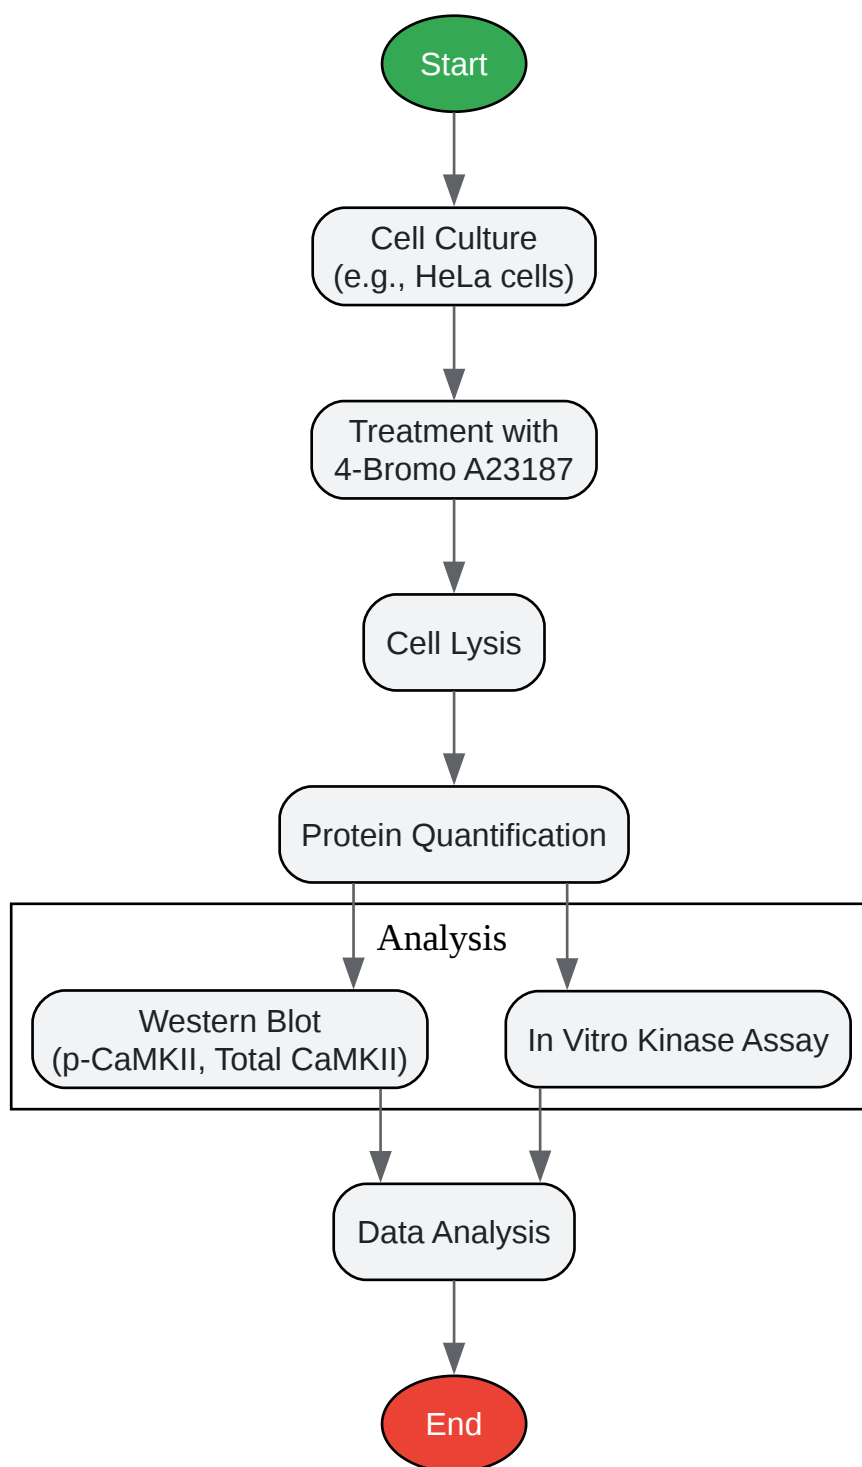 Start
Cell Culture
(e.g., HeLa cells)
Treatment with
4-Bromo A23187
Cell Lysis
Protein Quantification
Analysis
Western Blot
(p-CaMKII, Total CaMKII)
In Vitro Kinase Assay
Data Analysis
End